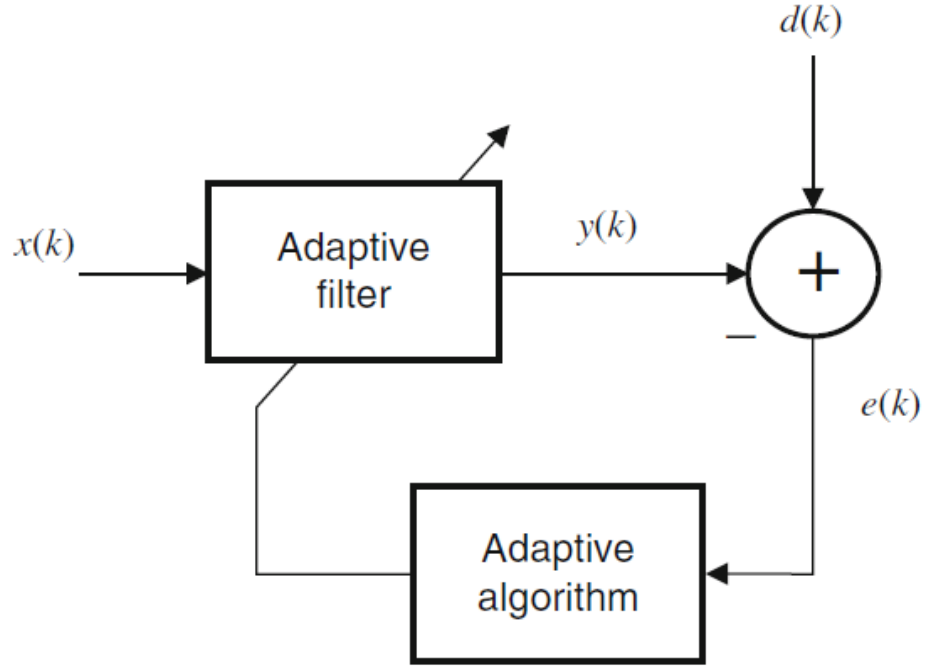 d(k)
x(k)
Adaptive
filter
y(k)
+
−
e(k)
Adaptive
algorithm